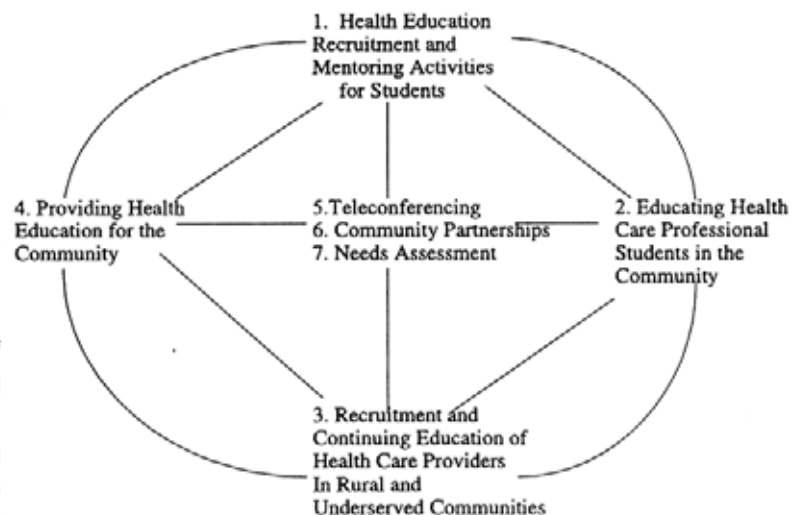 1. Health Education
Recruitment and
Mentoring Activities
for Students
4. Providing Health
Education for the
Community
5.Teleconferencing
6. Community Partnerships
7. Needs Assessment
2. Educating Health
Care Professional
Students in the
Community
3. Recruitment and
Continuing Education of
Health Care Providers
In Rural and
Underserved Communities